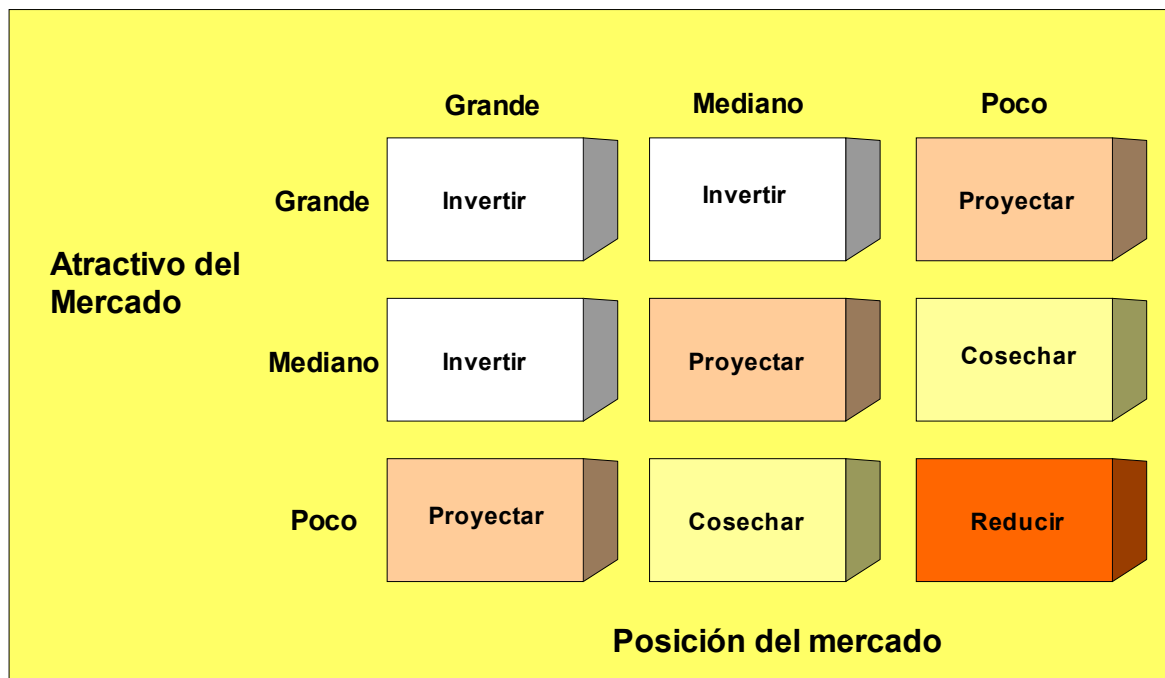 Grande Mediano Poco
Grande Invertir Invertir Proyectar
Atractivo del
Mercado
Mediano Invertir Proyectar Cosechar
Poco Proyectar Cosechar Reducir
Posición del mercado